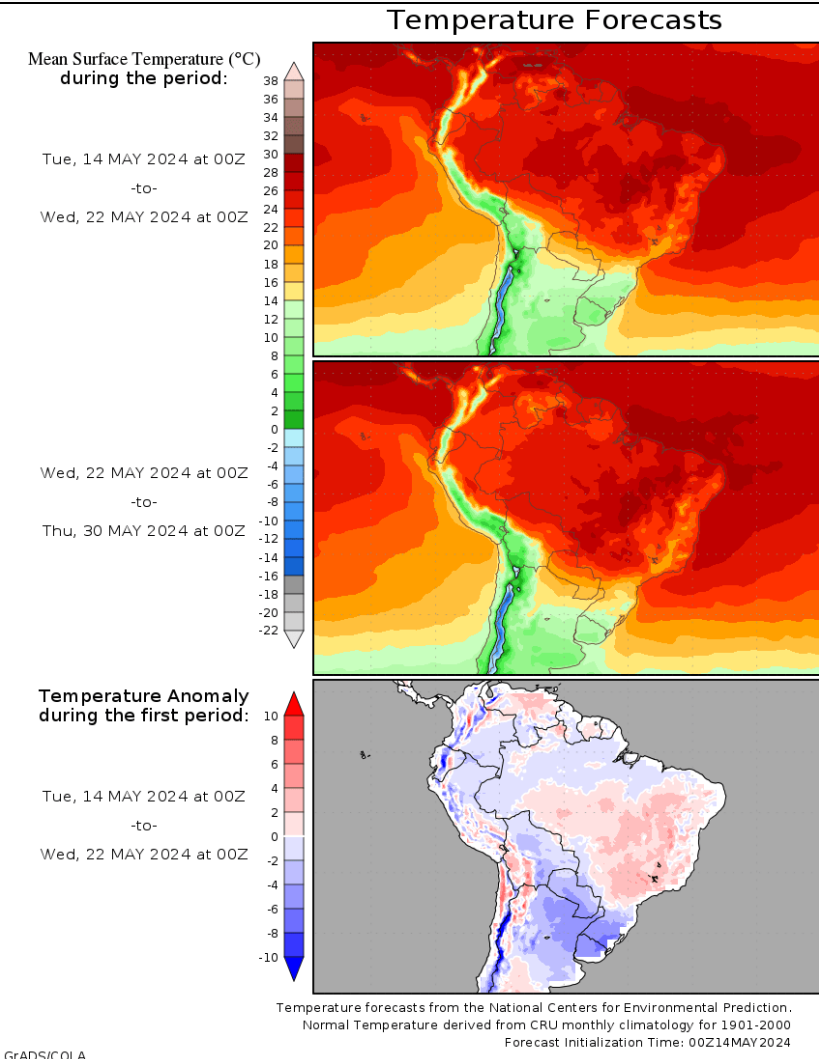 Temperature Forecasts
Mean Surface Temperature (°C)
during the period:
38
36
34
32
30
28
26
24
22
20
18
16
14
12
10
8
6
4
2
0
-2
-4
-6
-8
-10
-12
-14
-16
-18
-20
-22
Tue, 14 MAY 2024 at 00Z
-to-
Wed, 22 MAY 2024 at 00Z
Wed, 22 MAY 2024 at 00Z
-to-
Thu, 30 MAY 2024 at 00Z
Temperature Anomaly
during the first period:
10
8
6
4
2
0
-2
-4
-6
-8
-10
Tue, 14 MAY 2024 at 00Z
-to-
Wed, 22 MAY 2024 at 00Z
Temperature forecasts from the National Centers for Environmental Prediction.
Normal Temperature derived from CRU monthly climatology for 1901-2000
Forecast Initialization Time: 00Z14MAY2024
GrADS/COLA